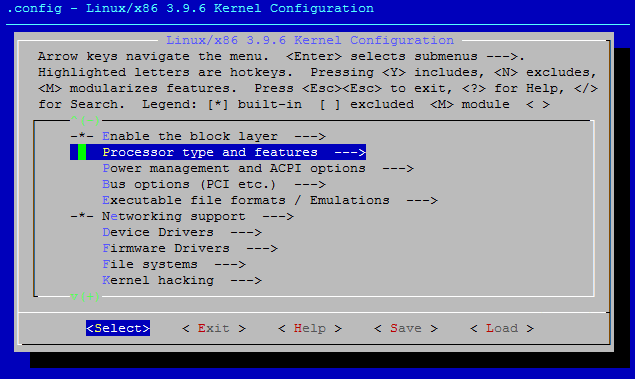 .config - Linux/x86 3.9.6 Kernel Configuration
Linux/x86 3.9.6 Kernel Configuration
Arrow keys navigate the menu.  <Enter> selects submenus --->.
Highlighted letters are hotkeys.  Pressing <Y> includes, <N> excludes,
<M> modularizes features.  Press <Esc><Esc> to exit, <?> for Help, </>
for Search.  Legend: [*] built-in  [ ] excluded  <M> module  < >
-*- Enable the block layer  --->
Processor type and features  --->
Power management and ACPI options  --->
Bus options (PCI etc.)  --->
Executable file formats / Emulations  --->
-*- Networking support  --->
Device Drivers  --->
Firmware Drivers  --->
File systems  --->
Kernel hacking  --->
<Select>    < Exit >    < Help >    < Save >    < Load >